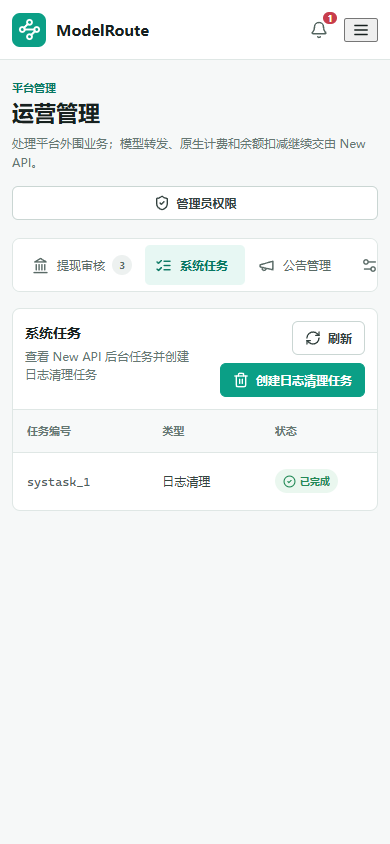 ModelRoute
1
平台管理
运营管理
处理平台外围业务；模型转发、原生计费和余额扣减继续交由 New
API。
管理员权限
提现审核 3 系统任务 公告管理
系统任务
刷新
查看 New API 后台任务并创建
日志清理任务
创建日志清理任务
任务编号 类型 状态
systask_1 日志清理 已完成